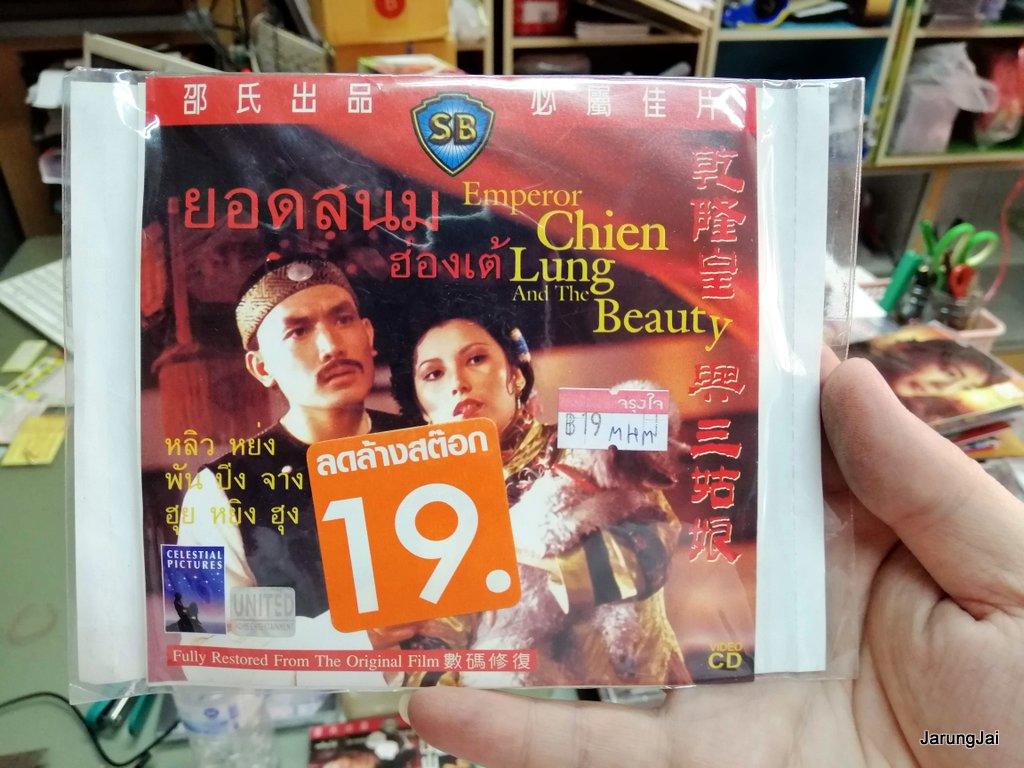 邵氏出品
SB
必屬佳片
ยอดสนม
ฮ่องเต้
Emperor
Chien
Lung
And The
Beauty
乾隆皇與三姑娘
หลิว หย่ง
พัน ปิง จาง
ฮุย หยิง ฮุง
ลดล้างสต๊อก
19.
จรุงใจ
฿19
MHM
CELESTIAL
PICTURES
UNITED
HOME ENTERTAINMENT
Fully Restored From The Original Film 數碼修復
VIDEO
CD
JarungJai